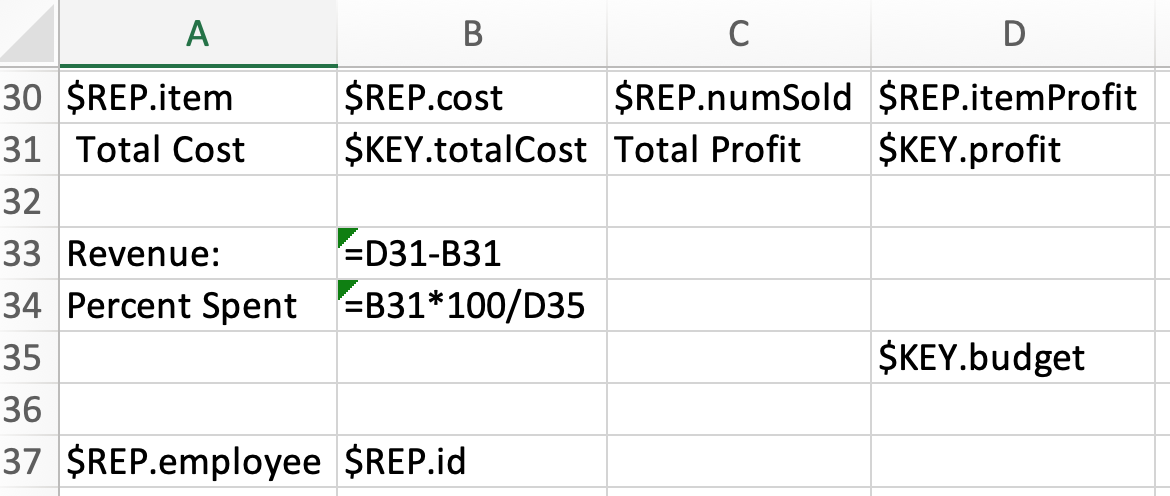 A B C D
30 $REP.item $REP.cost $REP.numSold $REP.itemProfit
31 Total Cost $KEY.totalCost Total Profit $KEY.profit
32
33 Revenue: =D31-B31
34 Percent Spent =B31*100/D35
35 $KEY.budget
36
37 $REP.employee $REP.id